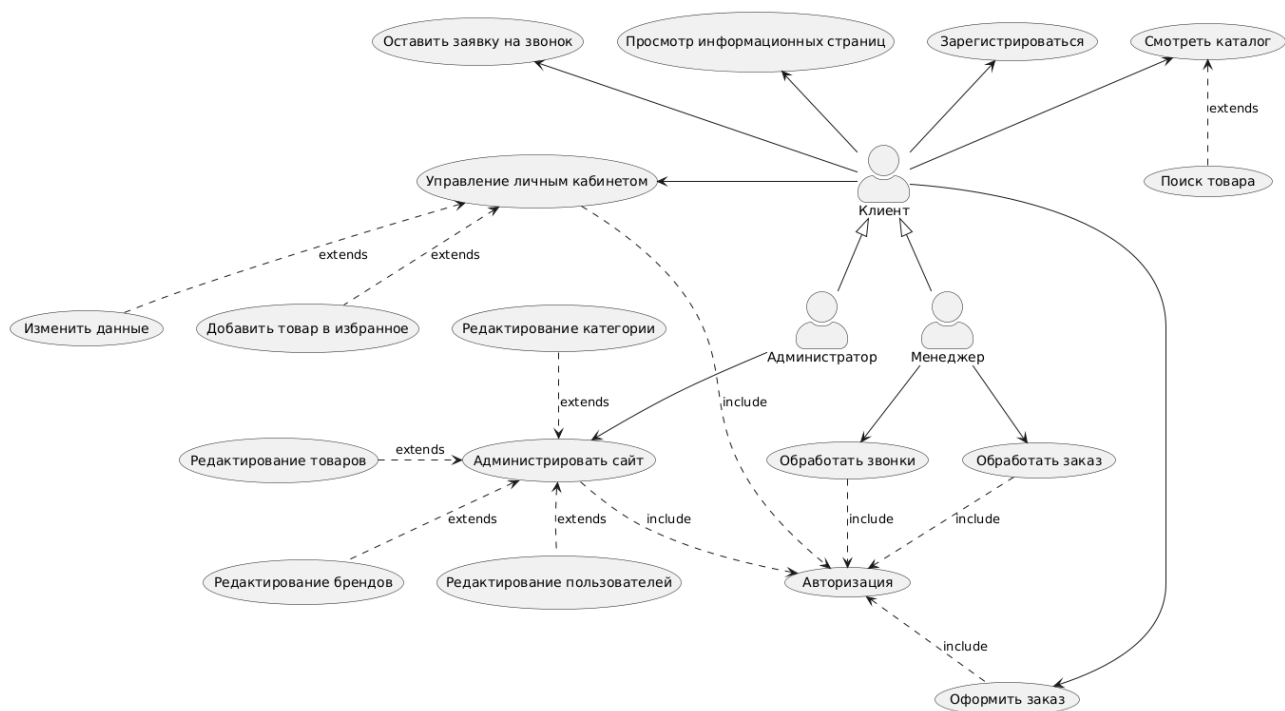 Оставить заявку на звонок
Просмотр информационных страниц
Зарегистрироваться
Смотреть каталог
extends
Управление личным кабинетом
Поиск товара
Клиент
extends
extends
Изменить данные
Добавить товар в избранное
Редактирование категории
Администратор
Менеджер
extends
include
Редактирование товаров
extends
Администрировать сайт
Обработать звонки
Обработать заказ
extends
extends
include
include
include
Редактирование брендов
Редактирование пользователей
Авторизация
include
Оформить заказ